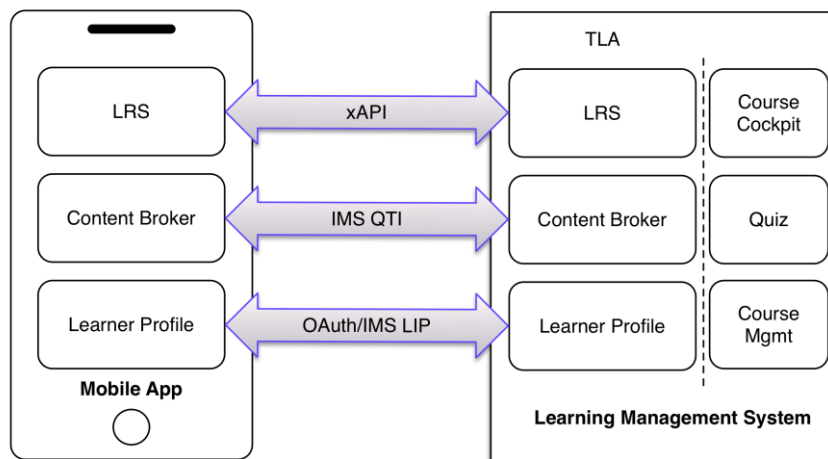 TLA
LRS
xAPI
LRS
Course
Cockpit
Content Broker
IMS QTI
Content Broker
Quiz
Learner Profile
OAuth/IMS LIP
Learner Profile
Course
Mgmt
Mobile App
Learning Management System